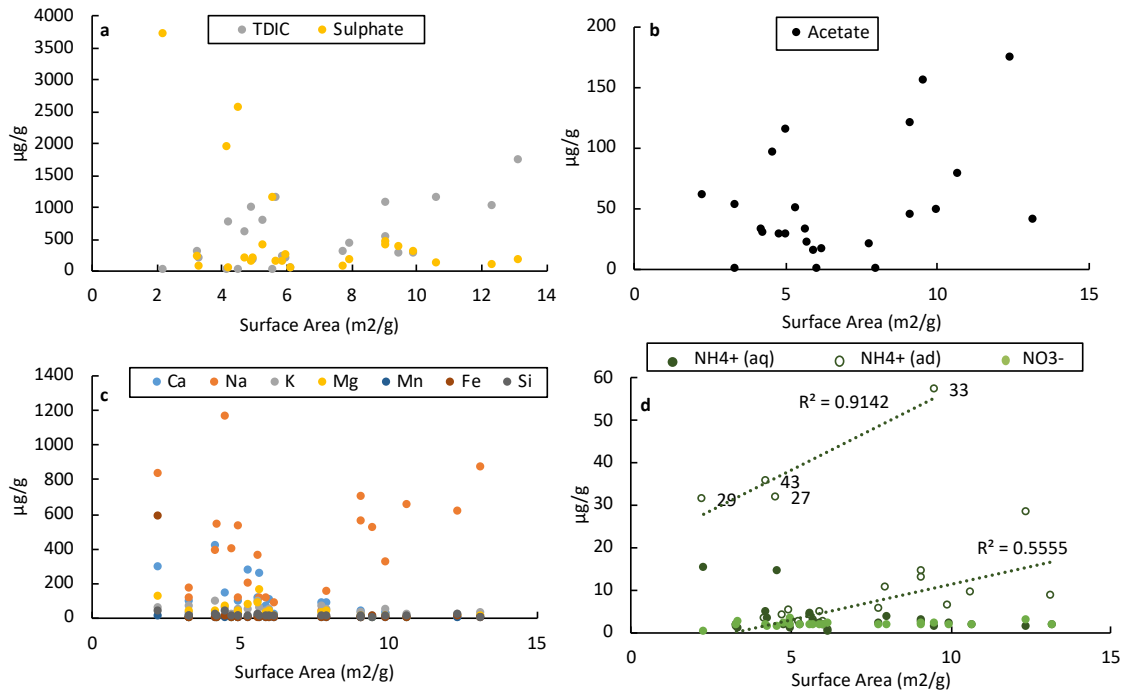 a
TDIC Sulphate
4000
3500
3000
2500
2000
1500
1000
500
0
µg/g
0 2 4 6 8 10 12 14
Surface Area (m2/g)
b
Acetate
200
150
100
50
0
µg/g
0 5 10 15
Surface Area (m2/g)
c
Ca Na K Mg Mn Fe Si
1400
1200
1000
800
600
400
200
0
µg/g
0 5 10 15
Surface Area (m2/g)
NH4+ (aq) NH4+ (ad) NO3-
d
60
50
40
30
20
10
0
µg/g
R² = 0.9142
33
43
29 27
R² = 0.5555
0 5 10 15
Surface Area (m2/g)